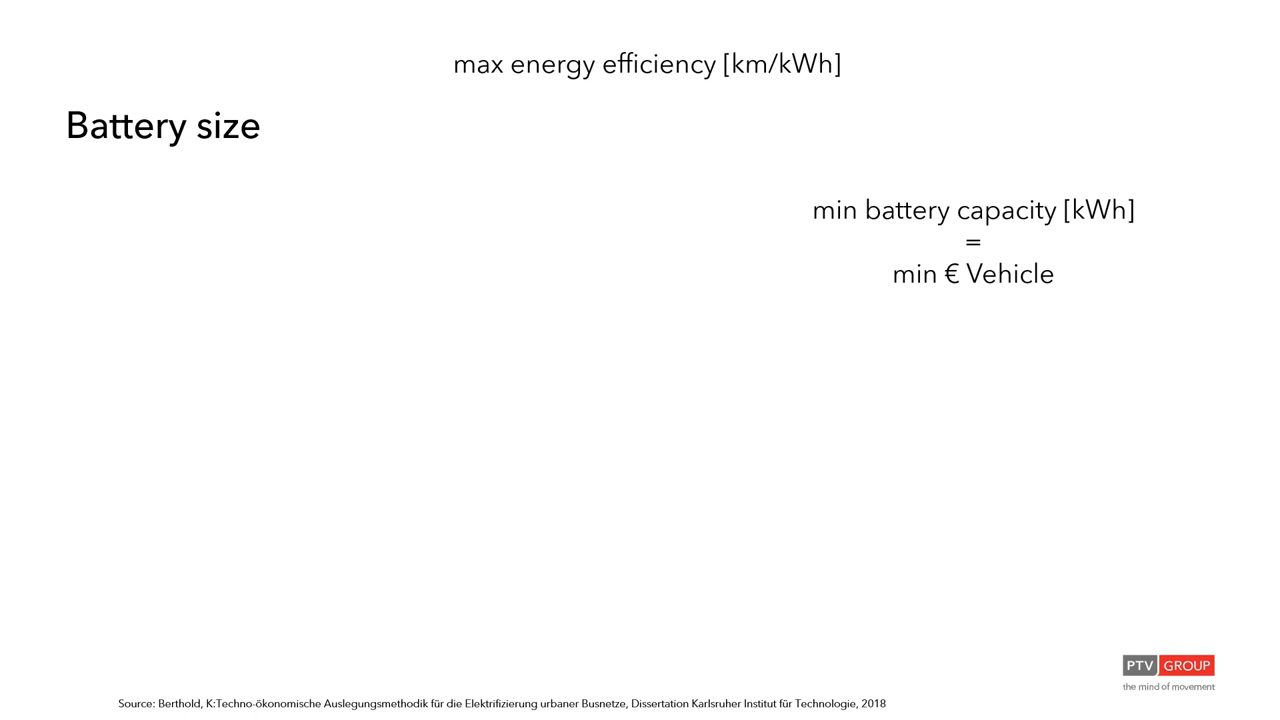 max energy efficiency [km/kWh]
Battery size
min battery capacity [kWh]
=
min € Vehicle
PTV GROUP
the mind of movement
Source: Berthold, K:Techno-ökonomische Auslegungsmethodik für die Elektrifizierung urbaner Busnetze, Dissertation Karlsruher Institut für Technologie, 2018